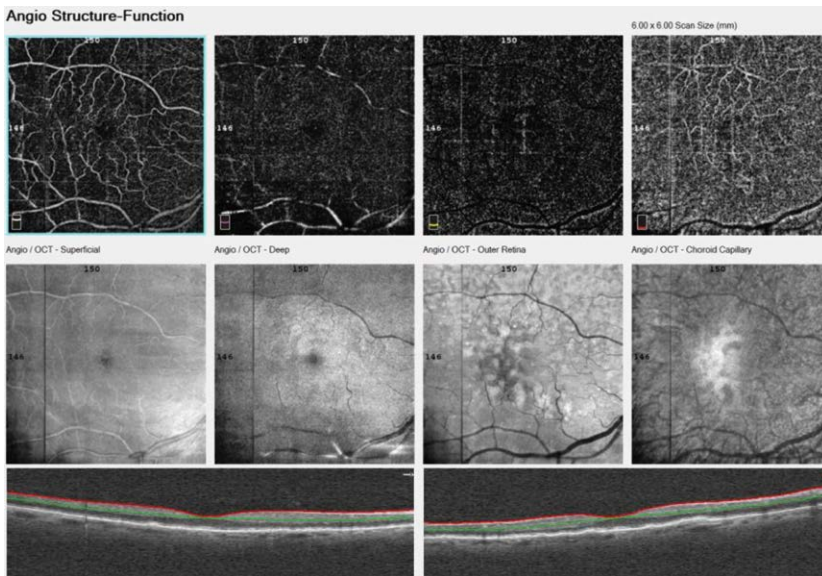 Angio Structure-Function
6.00 x 6.00 Scan Size (mm)
150
150
150
150
146
146
146
146
Angio / OCT - Superficial
Angio / OCT - Deep
Angio / OCT - Outer Retina
Angio / OCT - Choroid Capillary
150
150
150
150
146
146
146
146